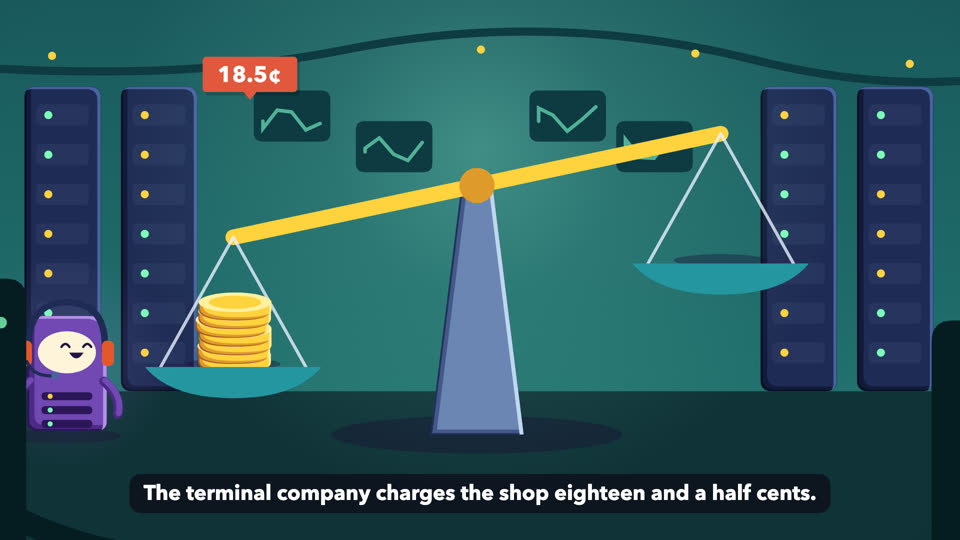 18.5¢
The terminal company charges the shop eighteen and a half cents.